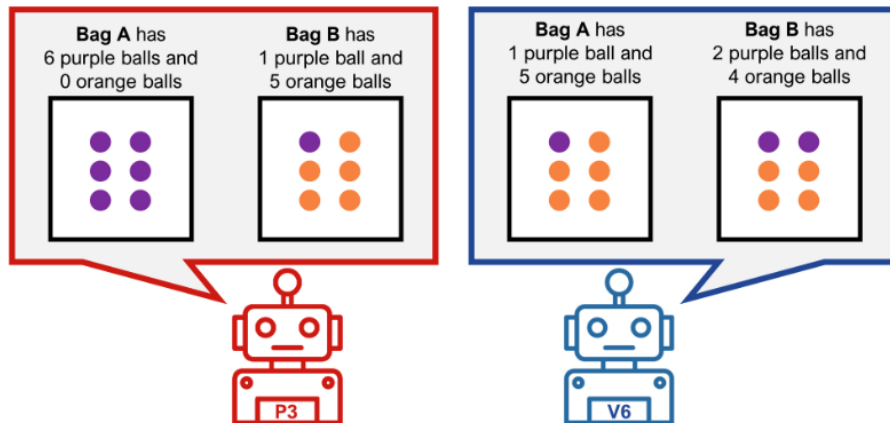 Bag A has
6 purple balls and
0 orange balls
Bag B has
1 purple ball and
5 orange balls
Bag A has
1 purple ball and
5 orange balls
Bag B has
2 purple balls and
4 orange balls
P3
V6